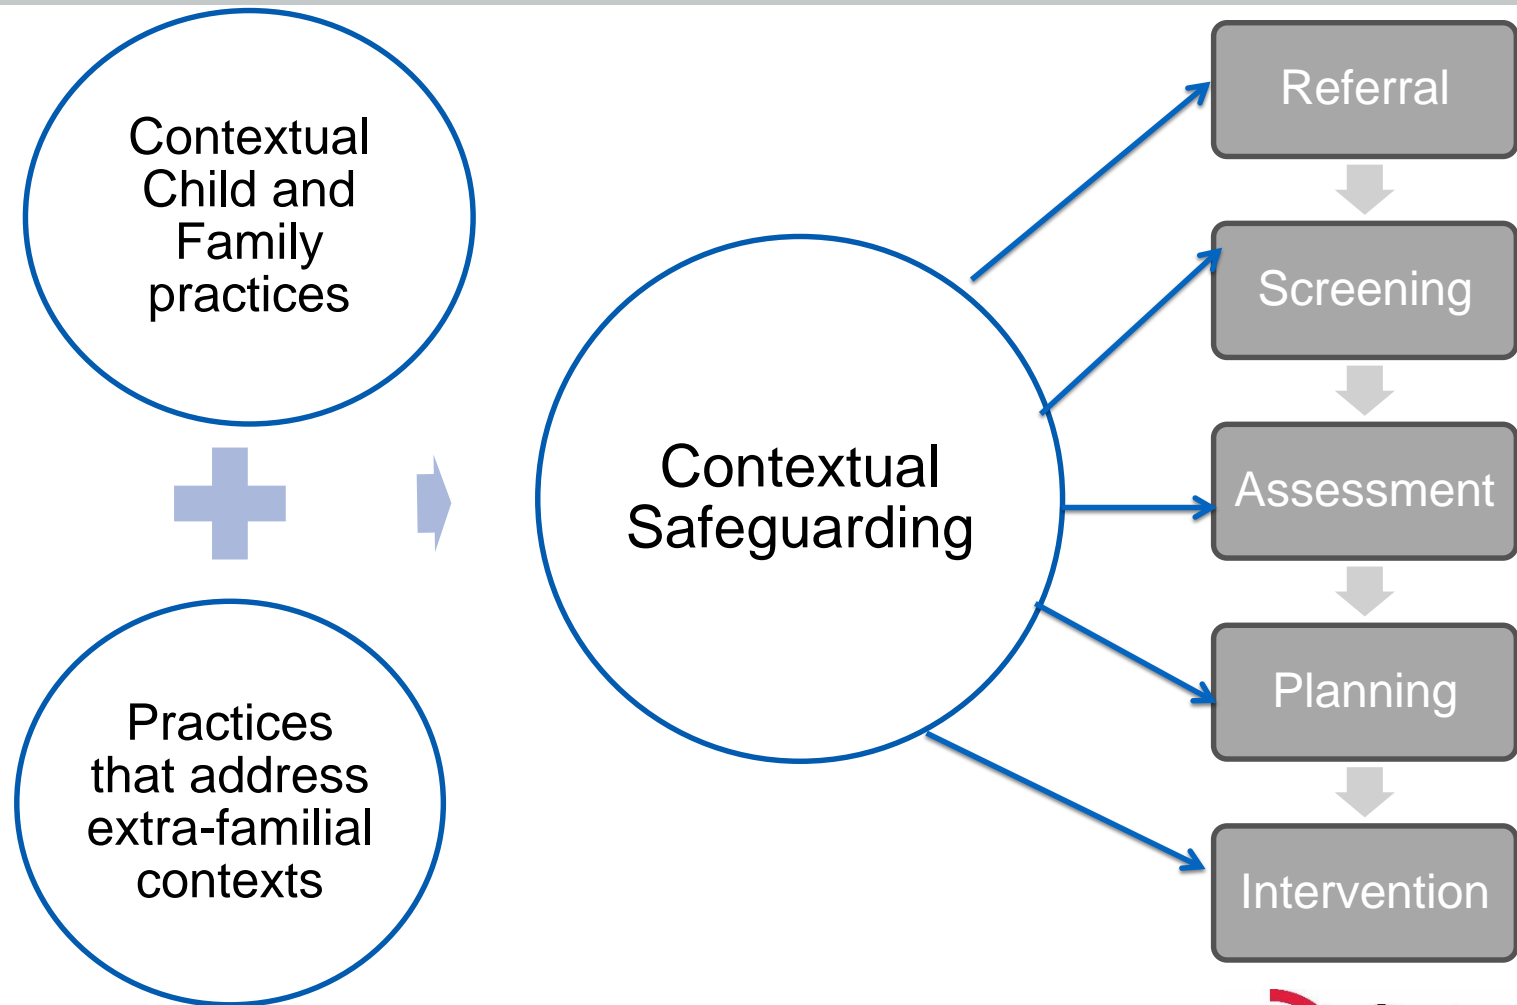 Contextual
Child and
Family
practices
Practices
that address
extra-familial
contexts
Contextual
Safeguarding
Referral
Screening
Assessment
Planning
Intervention